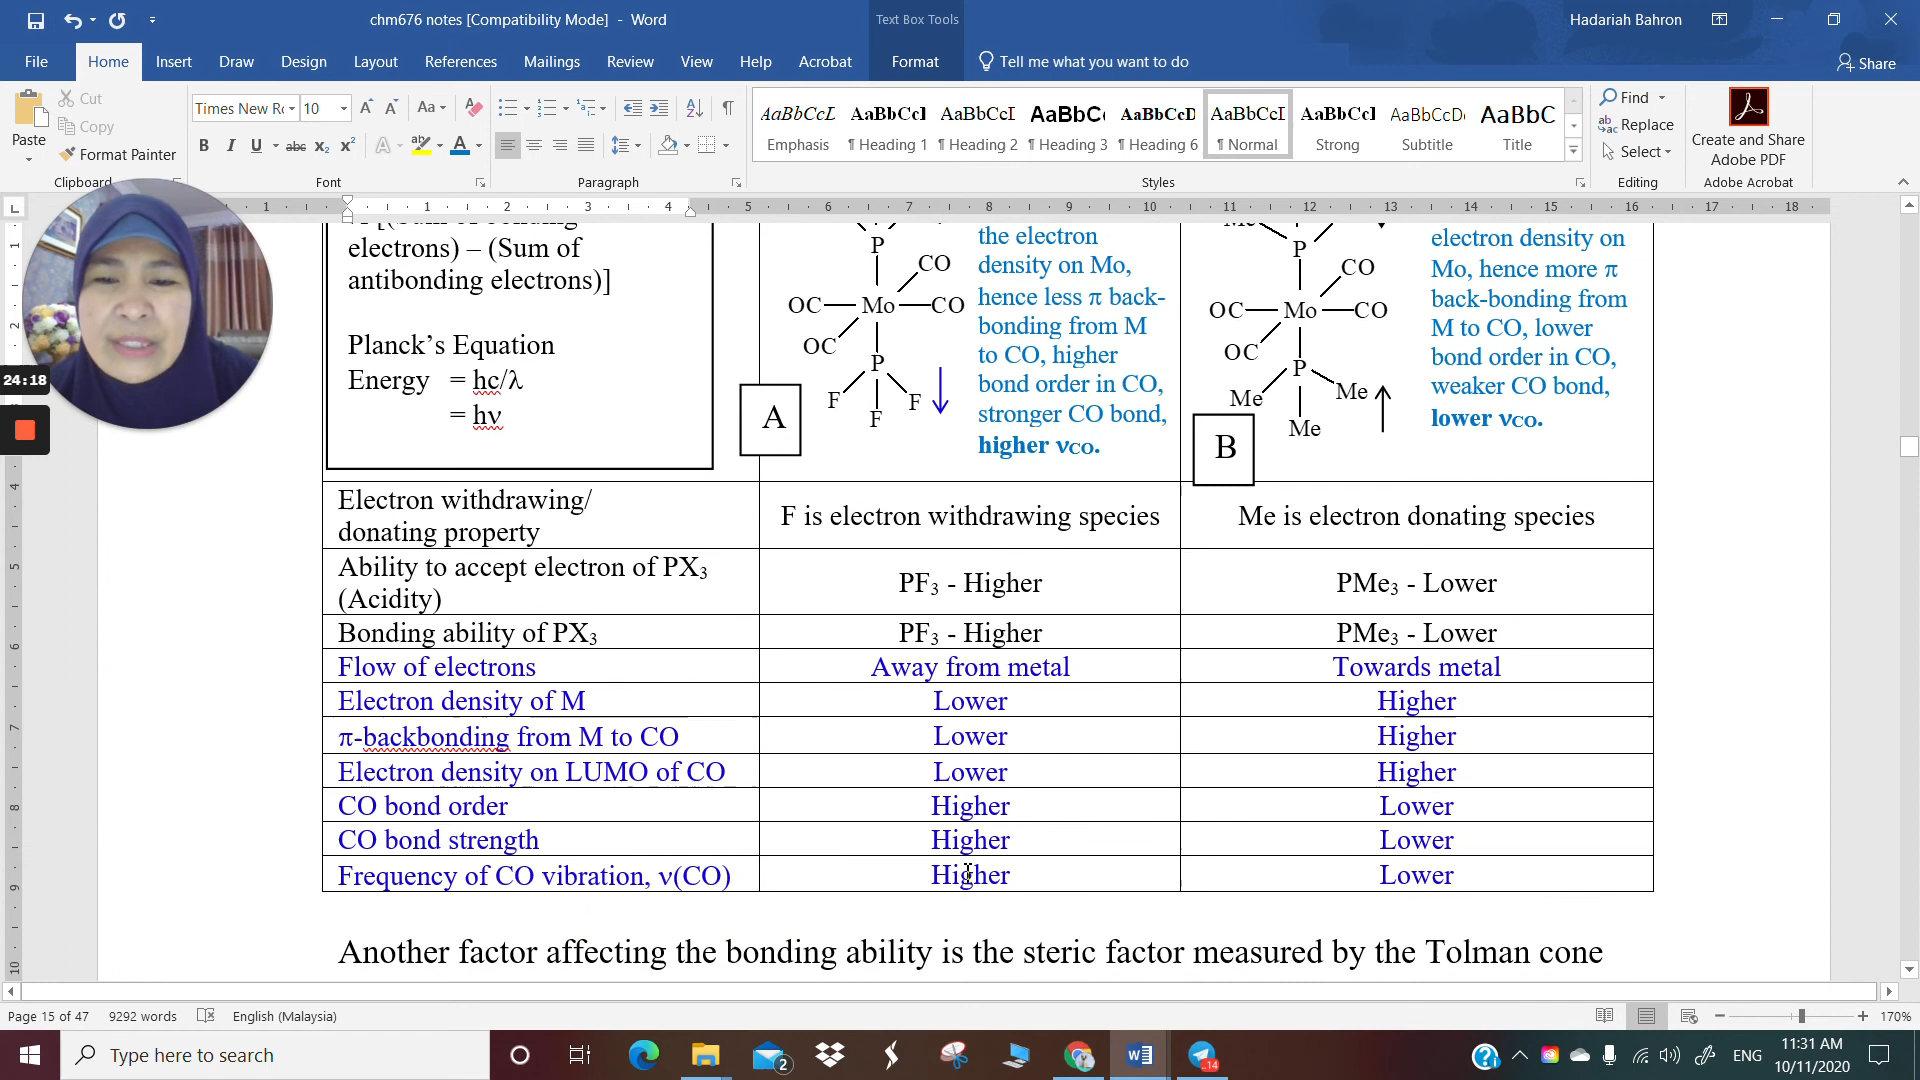 chm676 notes [Compatibility Mode] - Word
Text Box Tools
Hadariah Bahron
File Home Insert Draw Design Layout References Mailings Review View Help Acrobat Format Tell me what you want to do
Share
Paste
Cut
Copy
Format Painter
Times New Ro 10
Emphasis
¶ Heading 1
¶ Heading 2
¶ Heading 3
¶ Heading 6
¶ Normal
Strong
Subtitle
Title
Find
Replace
Select
Create and Share
Adobe PDF
Clipboard Font Paragraph Styles Editing Adobe Acrobat
24:18
electrons) – (Sum of
antibonding electrons)]
Planck's Equation
Energy = hc/λ
= hν
P
CO
OC Mo CO
OC
P
F F F
A
the electron
density on Mo,
hence less π back-
bonding from M
to CO, higher
bond order in CO,
stronger CO bond,
higher νCO.
P
CO
OC Mo CO
OC
P
Me Me
Me
B
electron density on
Mo, hence more π
back-bonding from
M to CO, lower
bond order in CO,
weaker CO bond,
lower νCO.
Electron withdrawing/
donating property
F is electron withdrawing species
Me is electron donating species
Ability to accept electron of PX3
(Acidity)
PF3 - Higher
PMe3 - Lower
Bonding ability of PX3 PF3 - Higher PMe3 - Lower
Flow of electrons Away from metal Towards metal
Electron density of M Lower Higher
π-backbonding from M to CO Lower Higher
Electron density on LUMO of CO Lower Higher
CO bond order Higher Lower
CO bond strength Higher Lower
Frequency of CO vibration, ν(CO) Higher Lower
Another factor affecting the bonding ability is the steric factor measured by the Tolman cone
Page 15 of 47 9292 words English (Malaysia) 170%
Type here to search
ENG
11:31 AM
10/11/2020